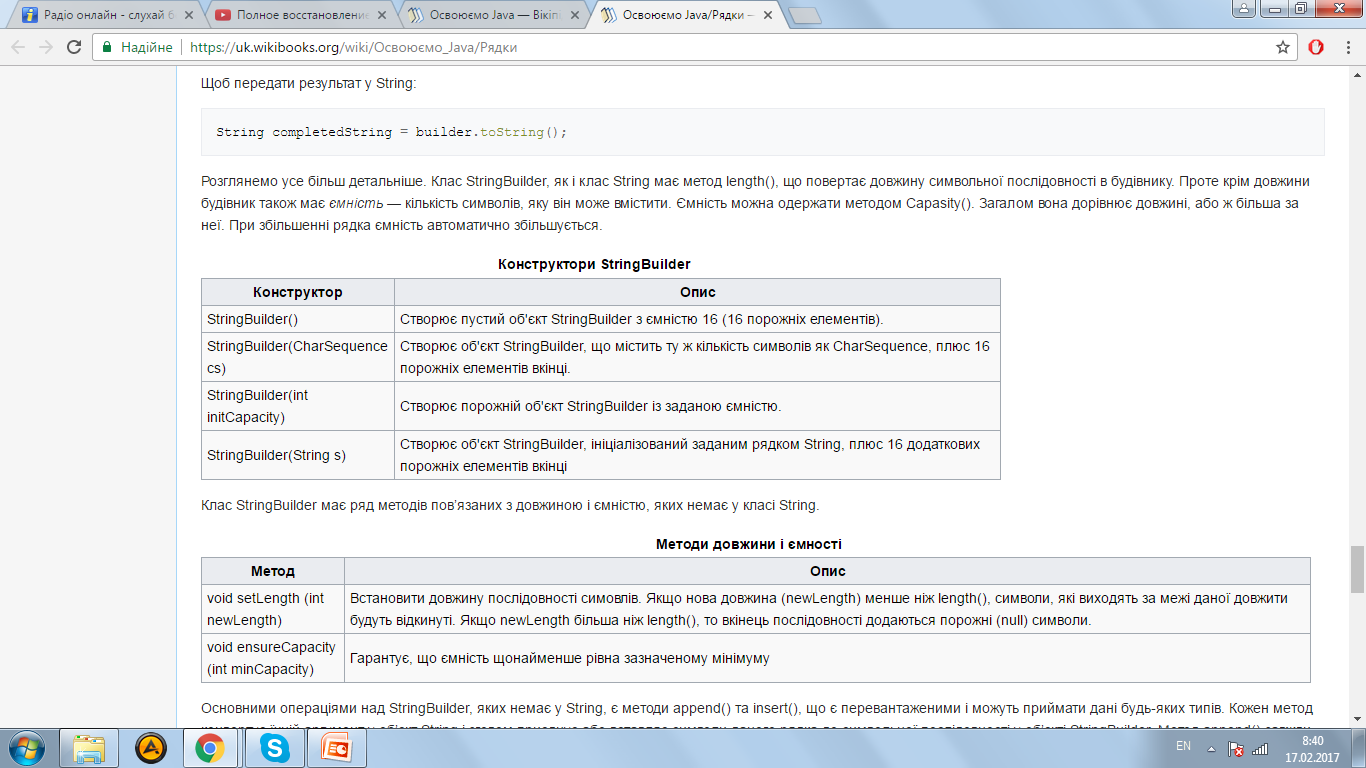 Радіо онлайн - слухай б
Полное восстановление
Освоюємо Java — Вікіп
Освоюємо Java/Рядки —
Надійне
https://uk.wikibooks.org/wiki/Освоюємо_Java/Рядки
Щоб передати результат у String:
String completedString = builder.toString();
Розглянемо усе більш детальніше. Клас StringBuilder, як і клас String має метод length(), що повертає довжину символьної послідовності в будівнику. Проте крім довжини
будівник також має ємність — кількість символів, яку він може вмістити. Ємність можна одержати методом Capasity(). Загалом вона дорівнює довжині, або ж більша за
неї. При збільшенні рядка ємність автоматично збільшується.
Конструктори StringBuilder
Конструктор Опис
StringBuilder() Створює пустий об'єкт StringBuilder з ємністю 16 (16 порожніх елементів).
StringBuilder(CharSequence cs) Створює об'єкт StringBuilder, що містить ту ж кількість символів як CharSequence, плюс 16
порожніх елементів вкінці.
StringBuilder(int
initCapacity)
Створює порожній об'єкт StringBuilder із заданою ємністю.
StringBuilder(String s)
Створює об'єкт StringBuilder, ініціалізований заданим рядком String, плюс 16 додаткових
порожніх елементів вкінці
Клас StringBuilder має ряд методів пов'язаних з довжиною і ємністю, яких немає у класі String.
Методи довжини і ємності
Метод Опис
void setLength (int
newLength)
Встановити довжину послідовності симовлів. Якщо нова довжина (newLength) менше ніж length(), символи, які виходять за межі даної довжити
будуть відкинуті. Якщо newLength більша ніж length(), то вкінець послідовності додаються порожні (null) символи.
void ensureCapacity
(int minCapacity)
Гарантує, що ємність щонайменше рівна зазначеному мінімуму
Основними операціями над StringBuilder, яких немає у String, є методи append() та insert(), що є перевантаженими і можуть приймати дані будь-яких типів. Кожен метод
EN
8:40
17.02.2017